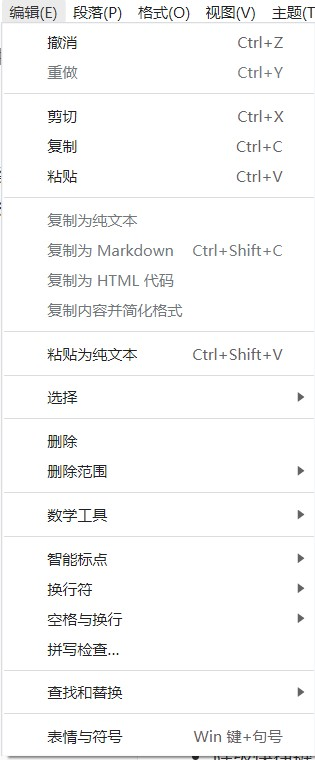 编辑(E) 段落(P) 格式(O) 视图(V) 主题(T
撤消 Ctrl+Z
重做 Ctrl+Y
剪切 Ctrl+X
复制 Ctrl+C
粘贴 Ctrl+V
复制为纯文本
复制为 Markdown Ctrl+Shift+C
复制为 HTML 代码
复制内容并简化格式
粘贴为纯文本 Ctrl+Shift+V
选择
删除
删除范围
数学工具
智能标点
换行符
空格与换行
拼写检查...
查找和替换
表情与符号 Win 键+句号